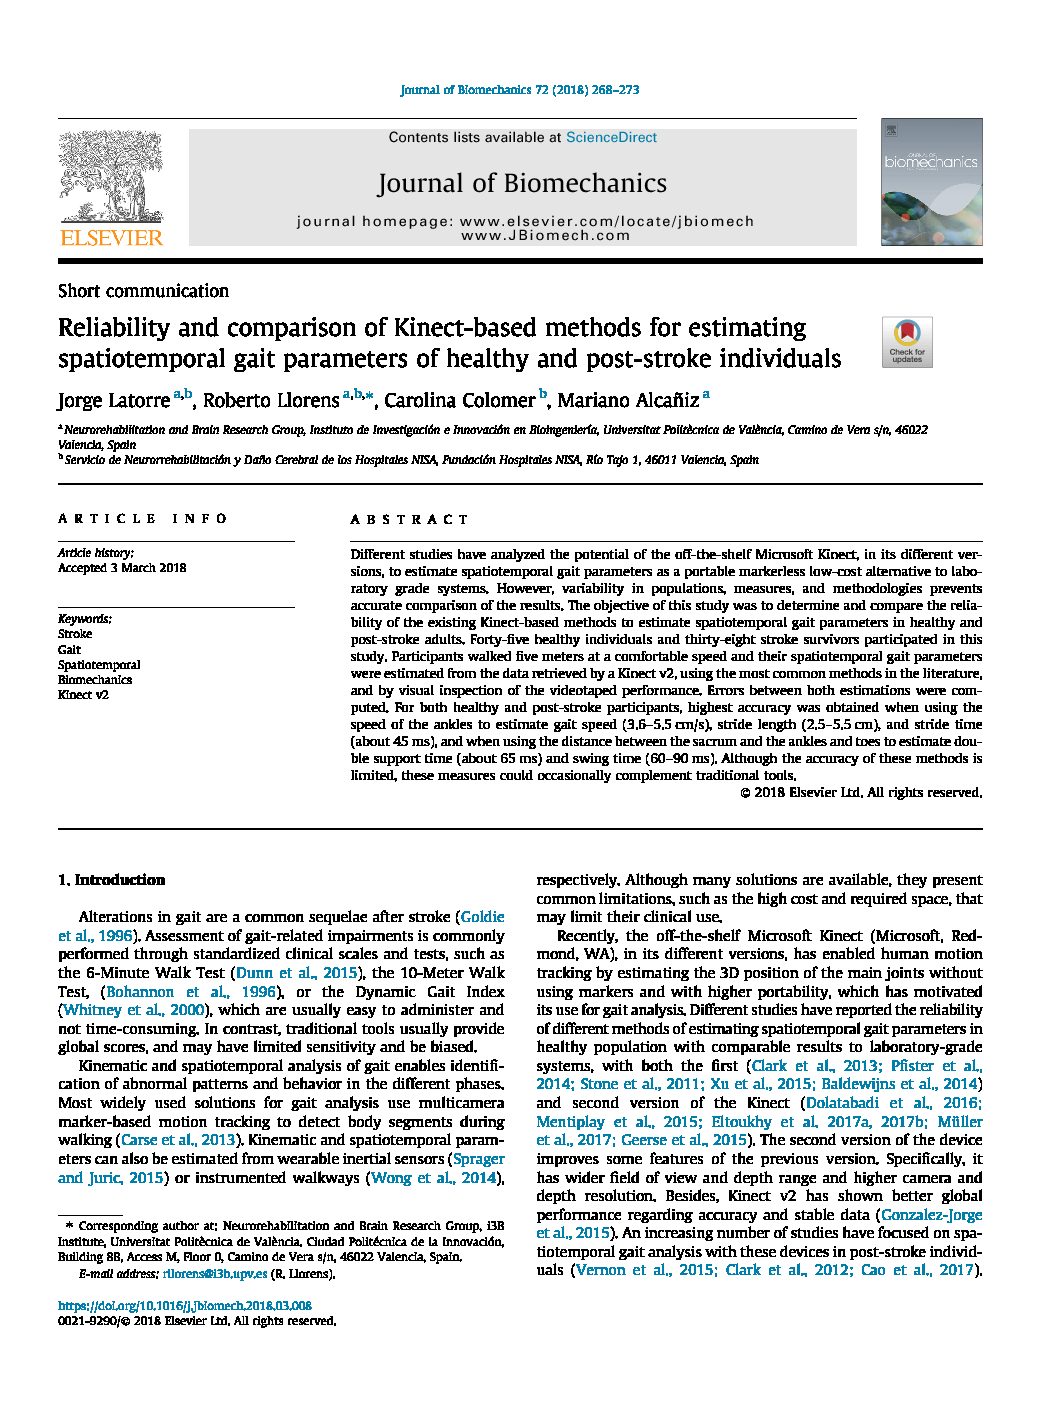 Journal of Biomechanics 72 (2018) 268–273
Contents lists available at ScienceDirect
Journal of Biomechanics
journal homepage: www.elsevier.com/locate/jbiomech
www.JBiomech.com
ELSEVIER
biomechanics
Short communication
Reliability and comparison of Kinect-based methods for estimating
spatiotemporal gait parameters of healthy and post-stroke individuals
Check for
updates
Jorge Latorre a,b, Roberto Llorens a,b,*, Carolina Colomer b, Mariano Alcañiz a
a Neurorehabilitation and Brain Research Group, Instituto de Investigación e Innovación en Bioingeniería, Universitat Politècnica de València, Camino de Vera s/n, 46022
Valencia, Spain
b Servicio de Neurorrehabilitación y Daño Cerebral de los Hospitales NISA, Fundación Hospitales NISA, Río Tajo 1, 46011 Valencia, Spain
ARTICLE INFO
Article history:
Accepted 3 March 2018
Keywords:
Stroke
Gait
Spatiotemporal
Biomechanics
Kinect v2
ABSTRACT
Different studies have analyzed the potential of the off-the-shelf Microsoft Kinect, in its different ver-
sions, to estimate spatiotemporal gait parameters as a portable markerless low-cost alternative to labo-
ratory grade systems. However, variability in populations, measures, and methodologies prevents
accurate comparison of the results. The objective of this study was to determine and compare the relia-
bility of the existing Kinect-based methods to estimate spatiotemporal gait parameters in healthy and
post-stroke adults. Forty-five healthy individuals and thirty-eight stroke survivors participated in this
study. Participants walked five meters at a comfortable speed and their spatiotemporal gait parameters
were estimated from the data retrieved by a Kinect v2, using the most common methods in the literature,
and by visual inspection of the videotaped performance. Errors between both estimations were com-
puted. For both healthy and post-stroke participants, highest accuracy was obtained when using the
speed of the ankles to estimate gait speed (3.6–5.5 cm/s), stride length (2.5–5.5 cm), and stride time
(about 45 ms), and when using the distance between the sacrum and the ankles and toes to estimate dou-
ble support time (about 65 ms) and swing time (60–90 ms). Although the accuracy of these methods is
limited, these measures could occasionally complement traditional tools.
© 2018 Elsevier Ltd. All rights reserved.
1. Introduction
Alterations in gait are a common sequelae after stroke (Goldie
et al., 1996). Assessment of gait-related impairments is commonly
performed through standardized clinical scales and tests, such as
the 6-Minute Walk Test (Dunn et al., 2015), the 10-Meter Walk
Test, (Bohannon et al., 1996), or the Dynamic Gait Index
(Whitney et al., 2000), which are usually easy to administer and
not time-consuming. In contrast, traditional tools usually provide
global scores, and may have limited sensitivity and be biased.
Kinematic and spatiotemporal analysis of gait enables identifi-
cation of abnormal patterns and behavior in the different phases.
Most widely used solutions for gait analysis use multicamera
marker-based motion tracking to detect body segments during
walking (Carse et al., 2013). Kinematic and spatiotemporal param-
eters can also be estimated from wearable inertial sensors (Sprager
and Juric, 2015) or instrumented walkways (Wong et al., 2014),
respectively. Although many solutions are available, they present
common limitations, such as the high cost and required space, that
may limit their clinical use.
Recently, the off-the-shelf Microsoft Kinect (Microsoft, Red-
mond, WA), in its different versions, has enabled human motion
tracking by estimating the 3D position of the main joints without
using markers and with higher portability, which has motivated
its use for gait analysis. Different studies have reported the reliability
of different methods of estimating spatiotemporal gait parameters in
healthy population with comparable results to laboratory-grade
systems, with both the first (Clark et al., 2013; Pfister et al.,
2014; Stone et al., 2011; Xu et al., 2015; Baldewijns et al., 2014)
and second version of the Kinect (Dolatabadi et al., 2016;
Mentiplay et al., 2015; Eltoukhy et al. 2017a, 2017b; Müller
et al., 2017; Geerse et al., 2015). The second version of the device
improves some features of the previous version. Specifically, it
has wider field of view and depth range and higher camera and
depth resolution. Besides, Kinect v2 has shown better global
performance regarding accuracy and stable data (Gonzalez-Jorge
et al., 2015). An increasing number of studies have focused on spa-
tiotemporal gait analysis with these devices in post-stroke individ-
uals (Vernon et al., 2015; Clark et al., 2012; Cao et al., 2017).
* Corresponding author at: Neurorehabilitation and Brain Research Group, i3B
Institute, Universitat Politècnica de València, Ciudad Politécnica de la Innovación,
Building 8B, Access M, Floor 0, Camino de Vera s/n, 46022 Valencia, Spain.
E-mail address: rllorens@i3b.upv.es (R. Llorens).
https://doi.org/10.1016/j.jbiomech.2018.03.008
0021-9290/© 2018 Elsevier Ltd. All rights reserved.